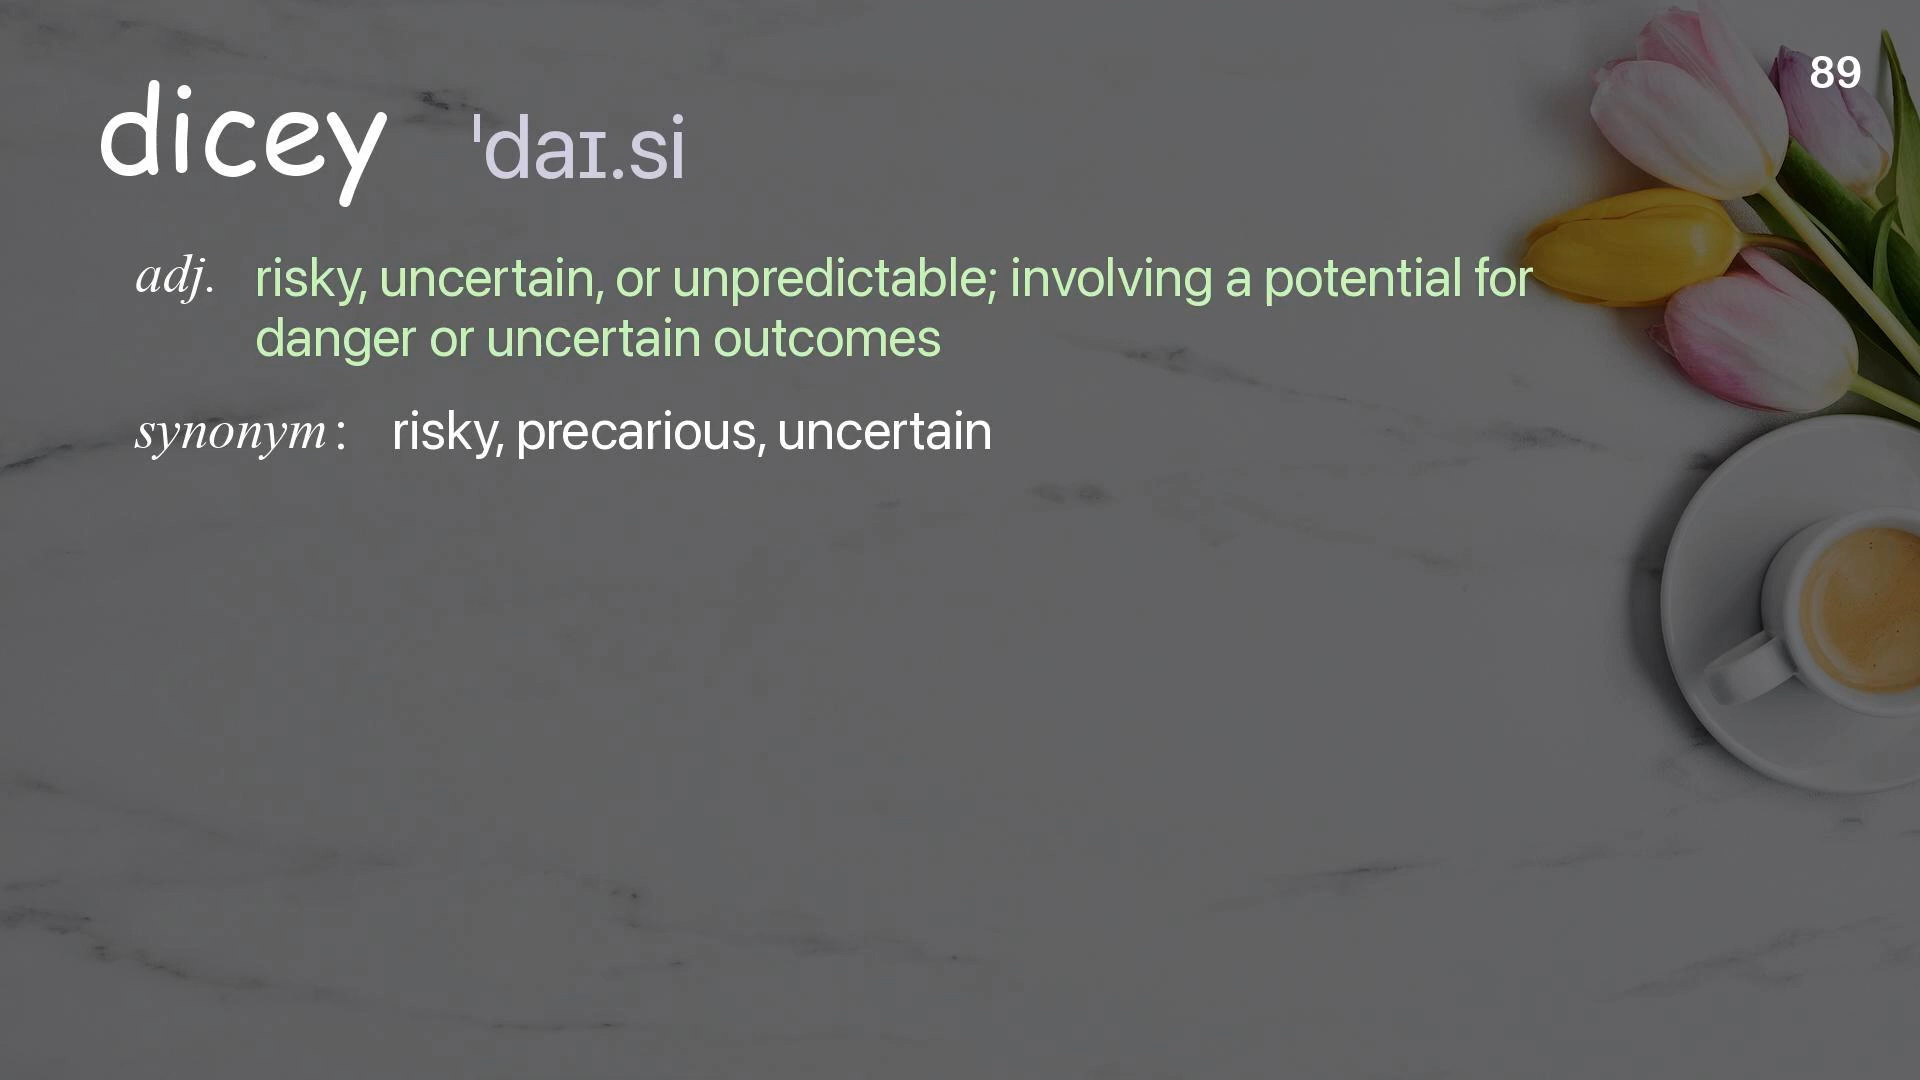 89
dicey ˈdaɪ.si
adj. risky, uncertain, or unpredictable; involving a potential for
danger or uncertain outcomes
synonym : risky, precarious, uncertain